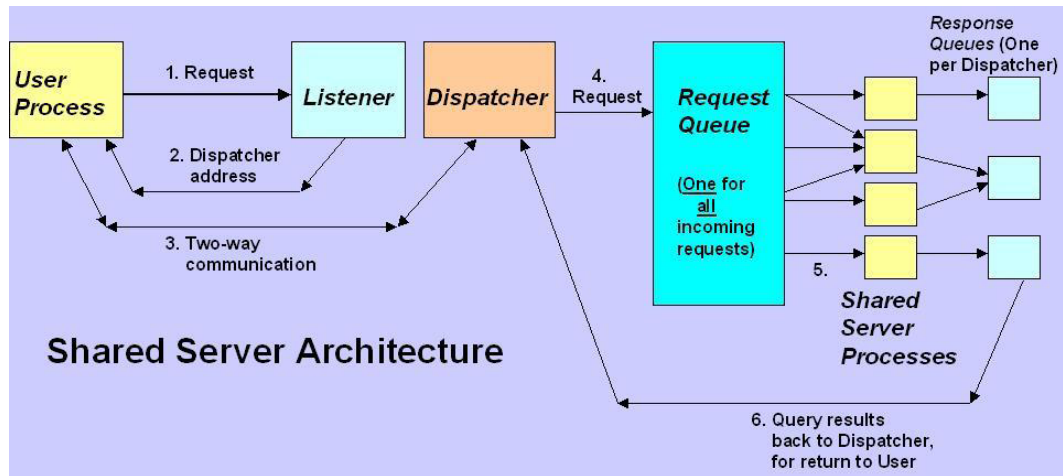 User
Process
1. Request
Listener
2. Dispatcher
address
3. Two-way
communication
Dispatcher
4.
Request
Request
Queue
(One for
all
incoming
requests)
5.
Response
Queues (One
per Dispatcher)
Shared
Server
Processes
6. Query results
back to Dispatcher,
for return to User
Shared Server Architecture